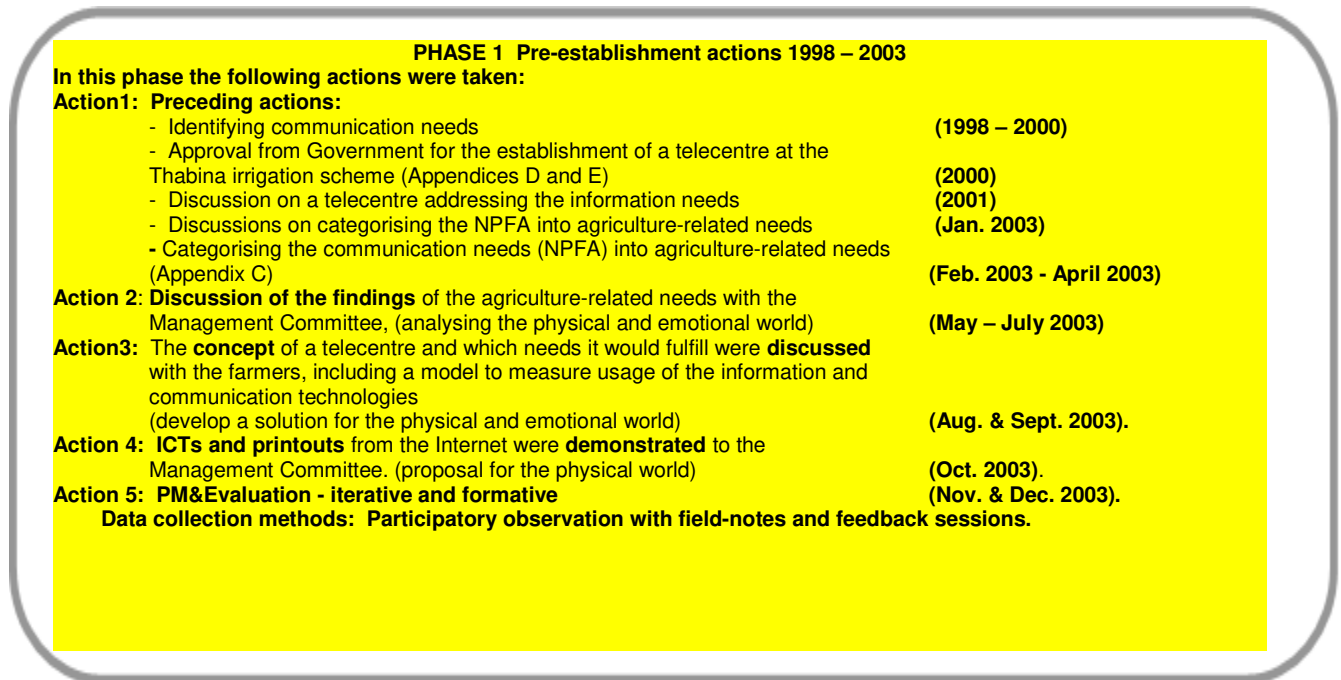 PHASE 1 Pre-establishment actions 1998 – 2003
In this phase the following actions were taken:
Action1: Preceding actions:
- Identifying communication needs (1998 – 2000)
- Approval from Government for the establishment of a telecentre at the
Thabina irrigation scheme (Appendices D and E) (2000)
- Discussion on a telecentre addressing the information needs (2001)
- Discussions on categorising the NPFA into agriculture-related needs (Jan. 2003)
- Categorising the communication needs (NPFA) into agriculture-related needs
(Appendix C) (Feb. 2003 - April 2003)
Action 2: Discussion of the findings of the agriculture-related needs with the
Management Committee, (analysing the physical and emotional world) (May – July 2003)
Action3: The concept of a telecentre and which needs it would fulfill were discussed
with the farmers, including a model to measure usage of the information and
communication technologies
(develop a solution for the physical and emotional world) (Aug. & Sept. 2003).
Action 4: ICTs and printouts from the Internet were demonstrated to the
Management Committee. (proposal for the physical world) (Oct. 2003).
Action 5: PM&Evaluation - iterative and formative (Nov. & Dec. 2003).
Data collection methods: Participatory observation with field-notes and feedback sessions.